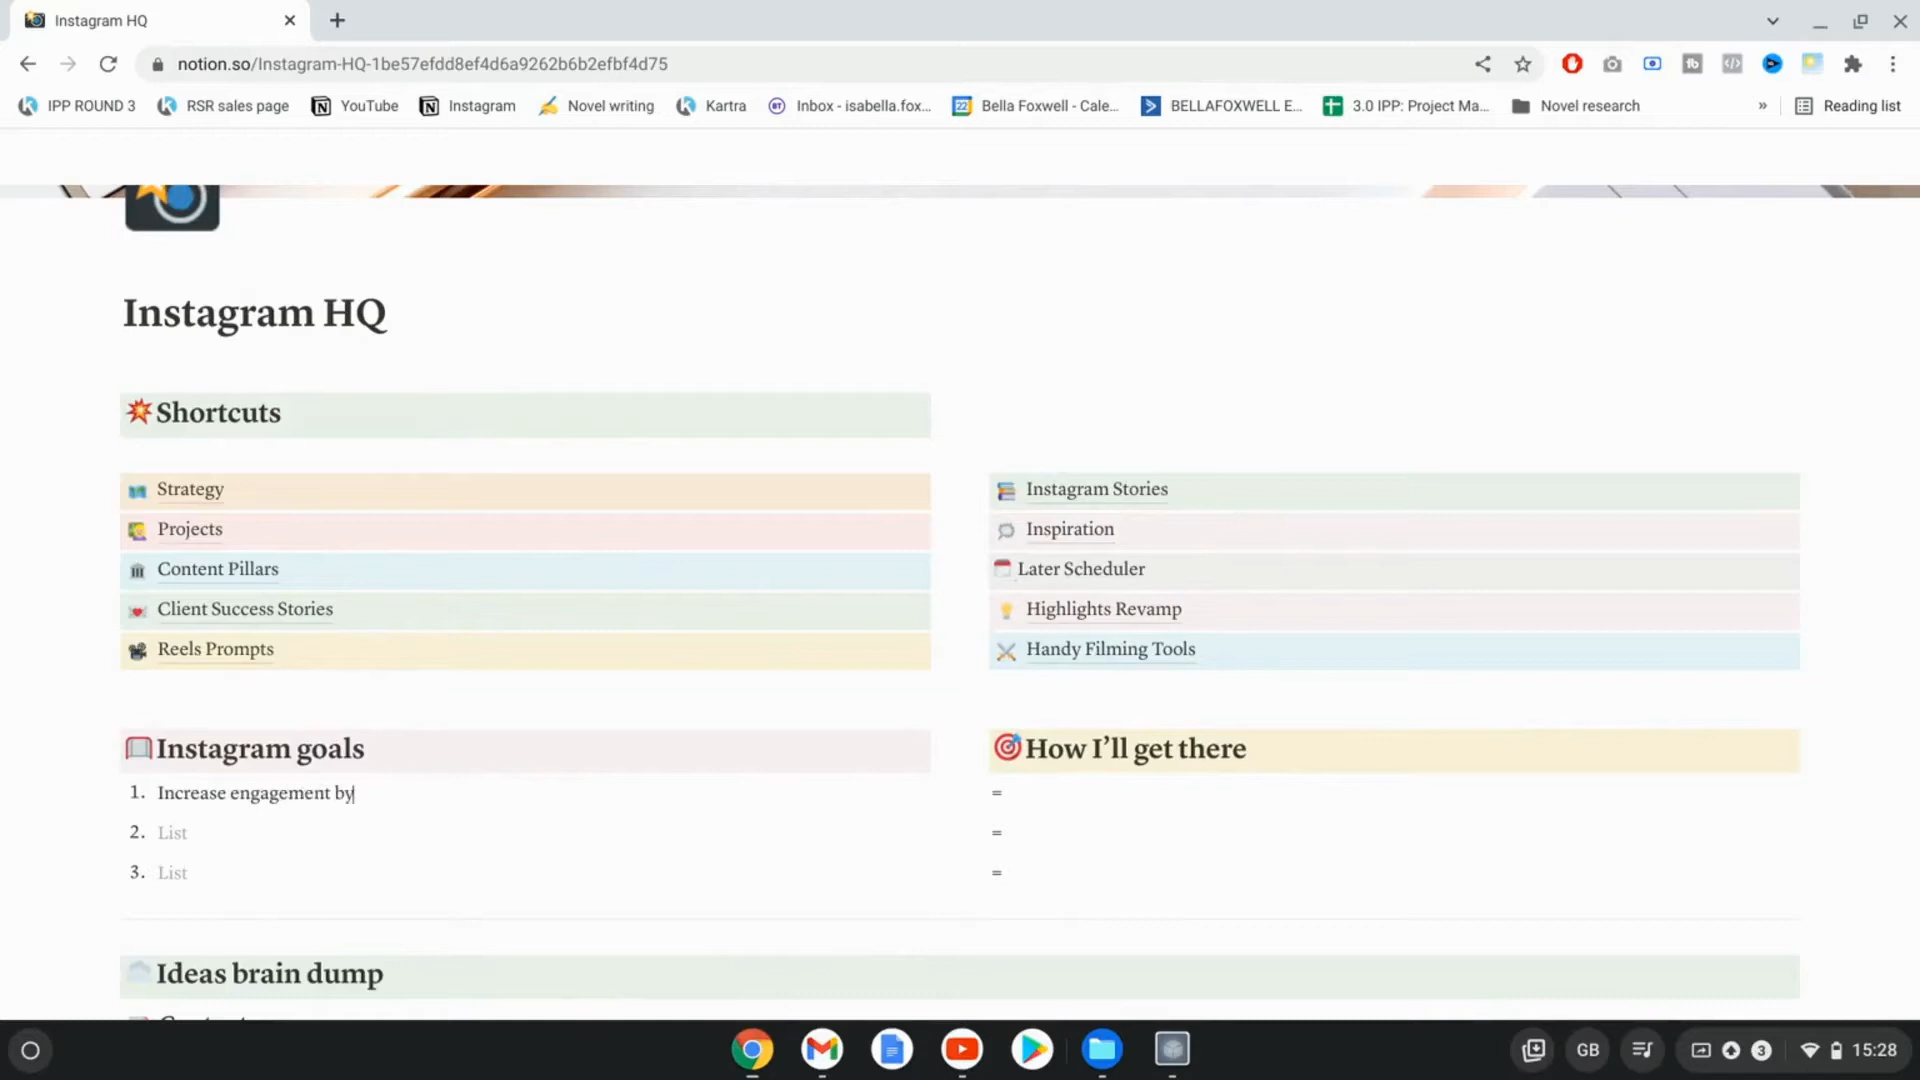 Instagram HQ
notion.so/Instagram-HQ-1be57efdd8ef4d6a9262b6b2efbf4d75
IPP ROUND 3
RSR sales page
YouTube
Instagram
Novel writing
Kartra
Inbox - isabella.fox...
Bella Foxwell - Cale...
BELLAFOXWELL E...
3.0 IPP: Project Ma...
Novel research
»
Reading list
Instagram HQ
Shortcuts
Strategy
Projects
Content Pillars
Client Success Stories
Reels Prompts
Instagram Stories
Inspiration
Later Scheduler
Highlights Revamp
Handy Filming Tools
Instagram goals
1. Increase engagement by
2. List
3. List
How I'll get there
=
=
=
Ideas brain dump
GB
3
15:28